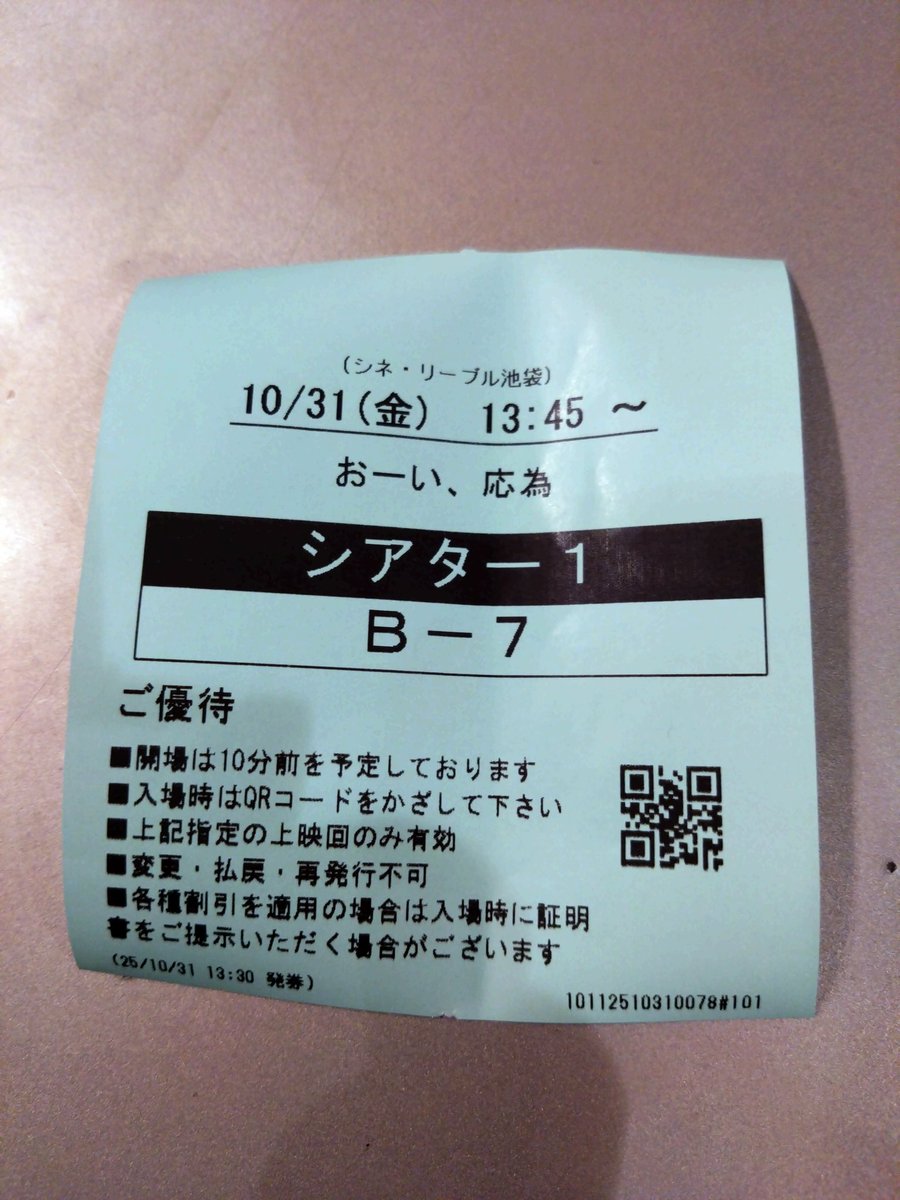 (シネ・リーブル池袋)
10/31(金) 13:45 ～
おーい、応為
シアター1
B－7
ご優待
■開場は10分前を予定しております
■入場時はQRコードをかざして下さい
■上記指定の上映回のみ有効
■変更・払戻・再発行不可
■各種割引を適用の場合は入場時に証明
書をご提示いただく場合がございます
(25/10/31 13:30 発券)
10112510310078#101